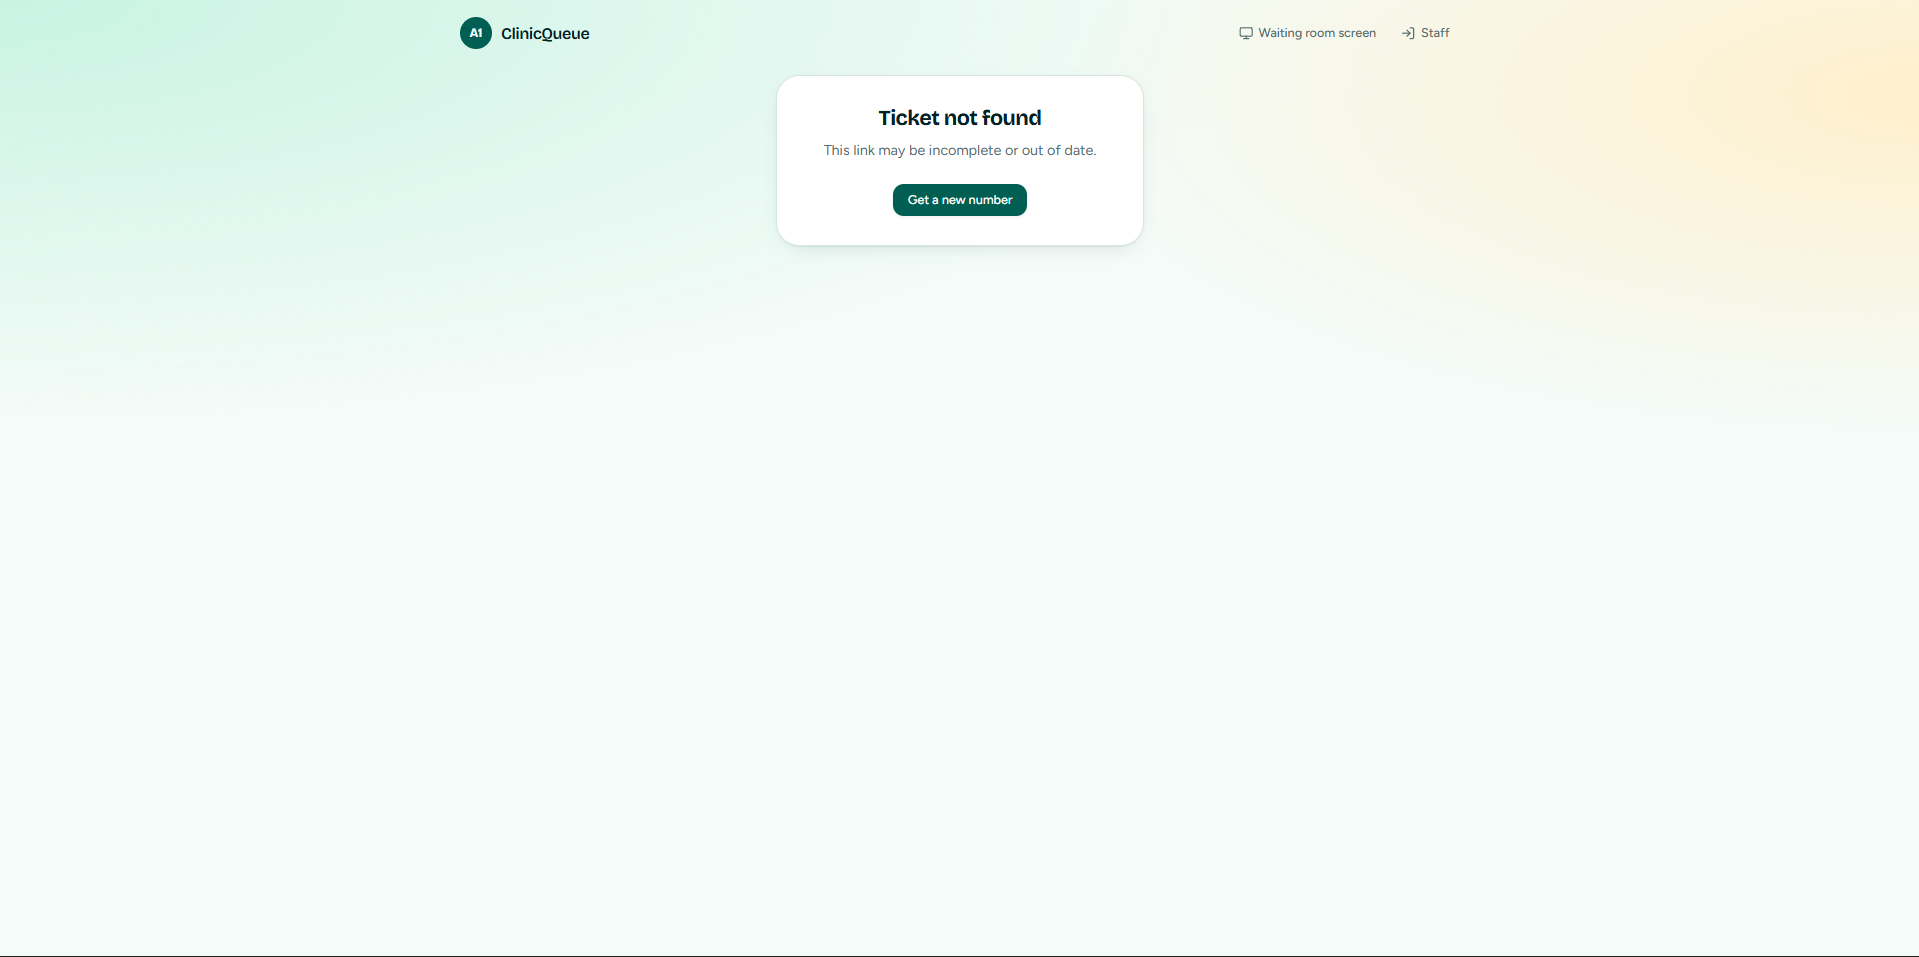 A1 ClinicQueue
Waiting room screen
Staff
Ticket not found
This link may be incomplete or out of date.
Get a new number